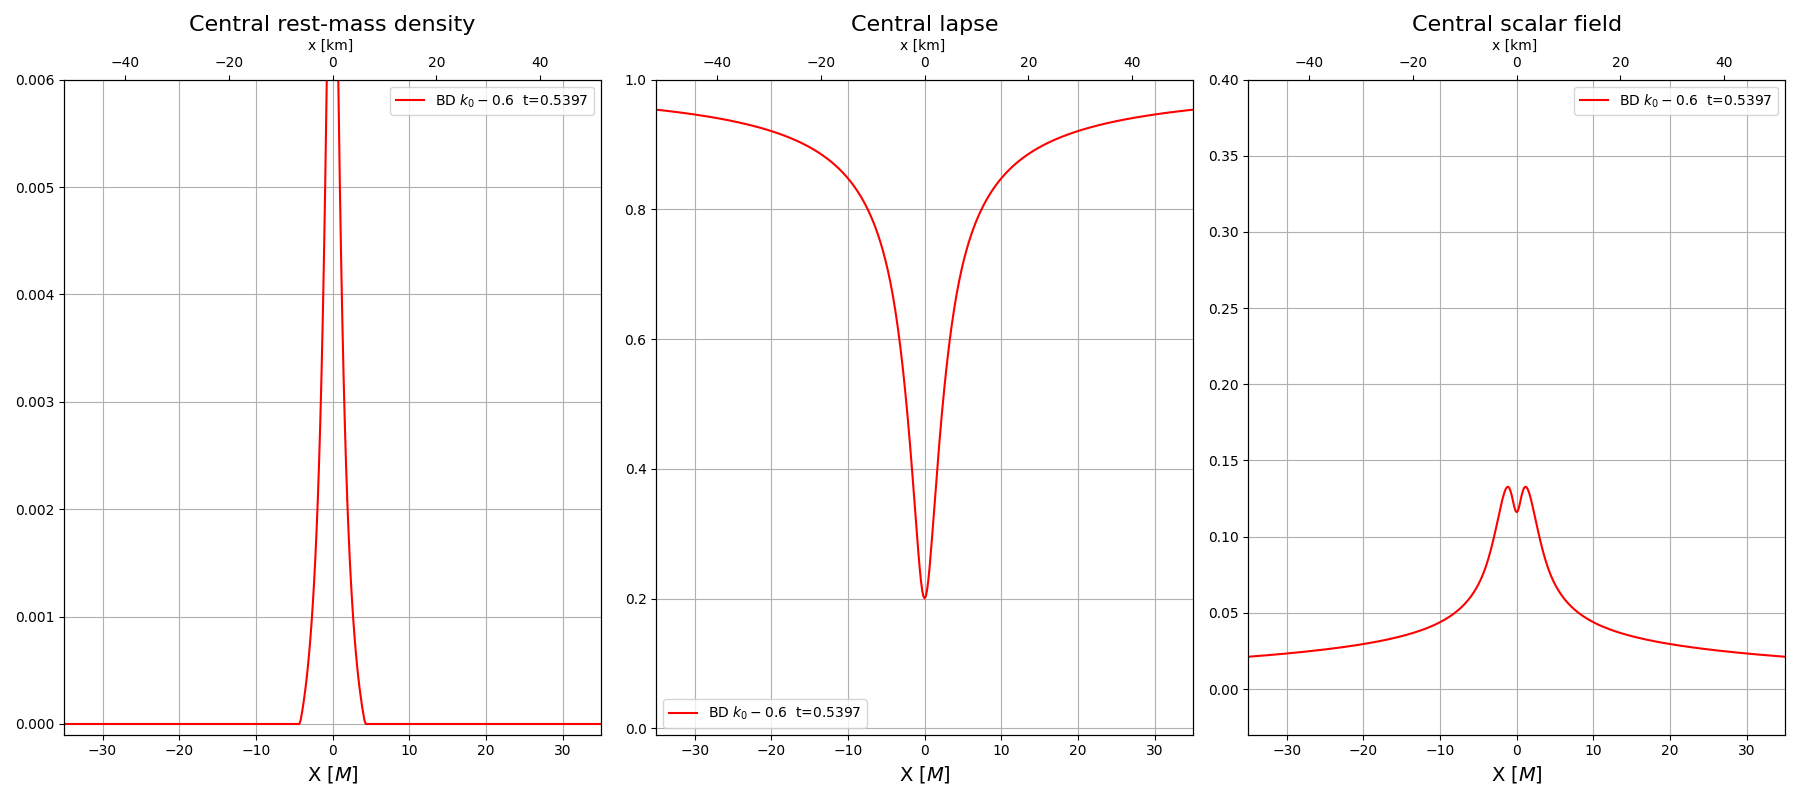 Central rest-mass density
x [km]
−40 −20 0 20 40
0.006
0.005
0.004
0.003
0.002
0.001
0.000
BD k₀ − 0.6 t=0.5397
−30 −20 −10 0 10 20 30
X [M]
Central lapse
x [km]
−40 −20 0 20 40
1.0
0.8
0.6
0.4
0.2
0.0
BD k₀ − 0.6 t=0.5397
−30 −20 −10 0 10 20 30
X [M]
Central scalar field
x [km]
−40 −20 0 20 40
0.40
0.35
0.30
0.25
0.20
0.15
0.10
0.05
0.00
BD k₀ − 0.6 t=0.5397
−30 −20 −10 0 10 20 30
X [M]